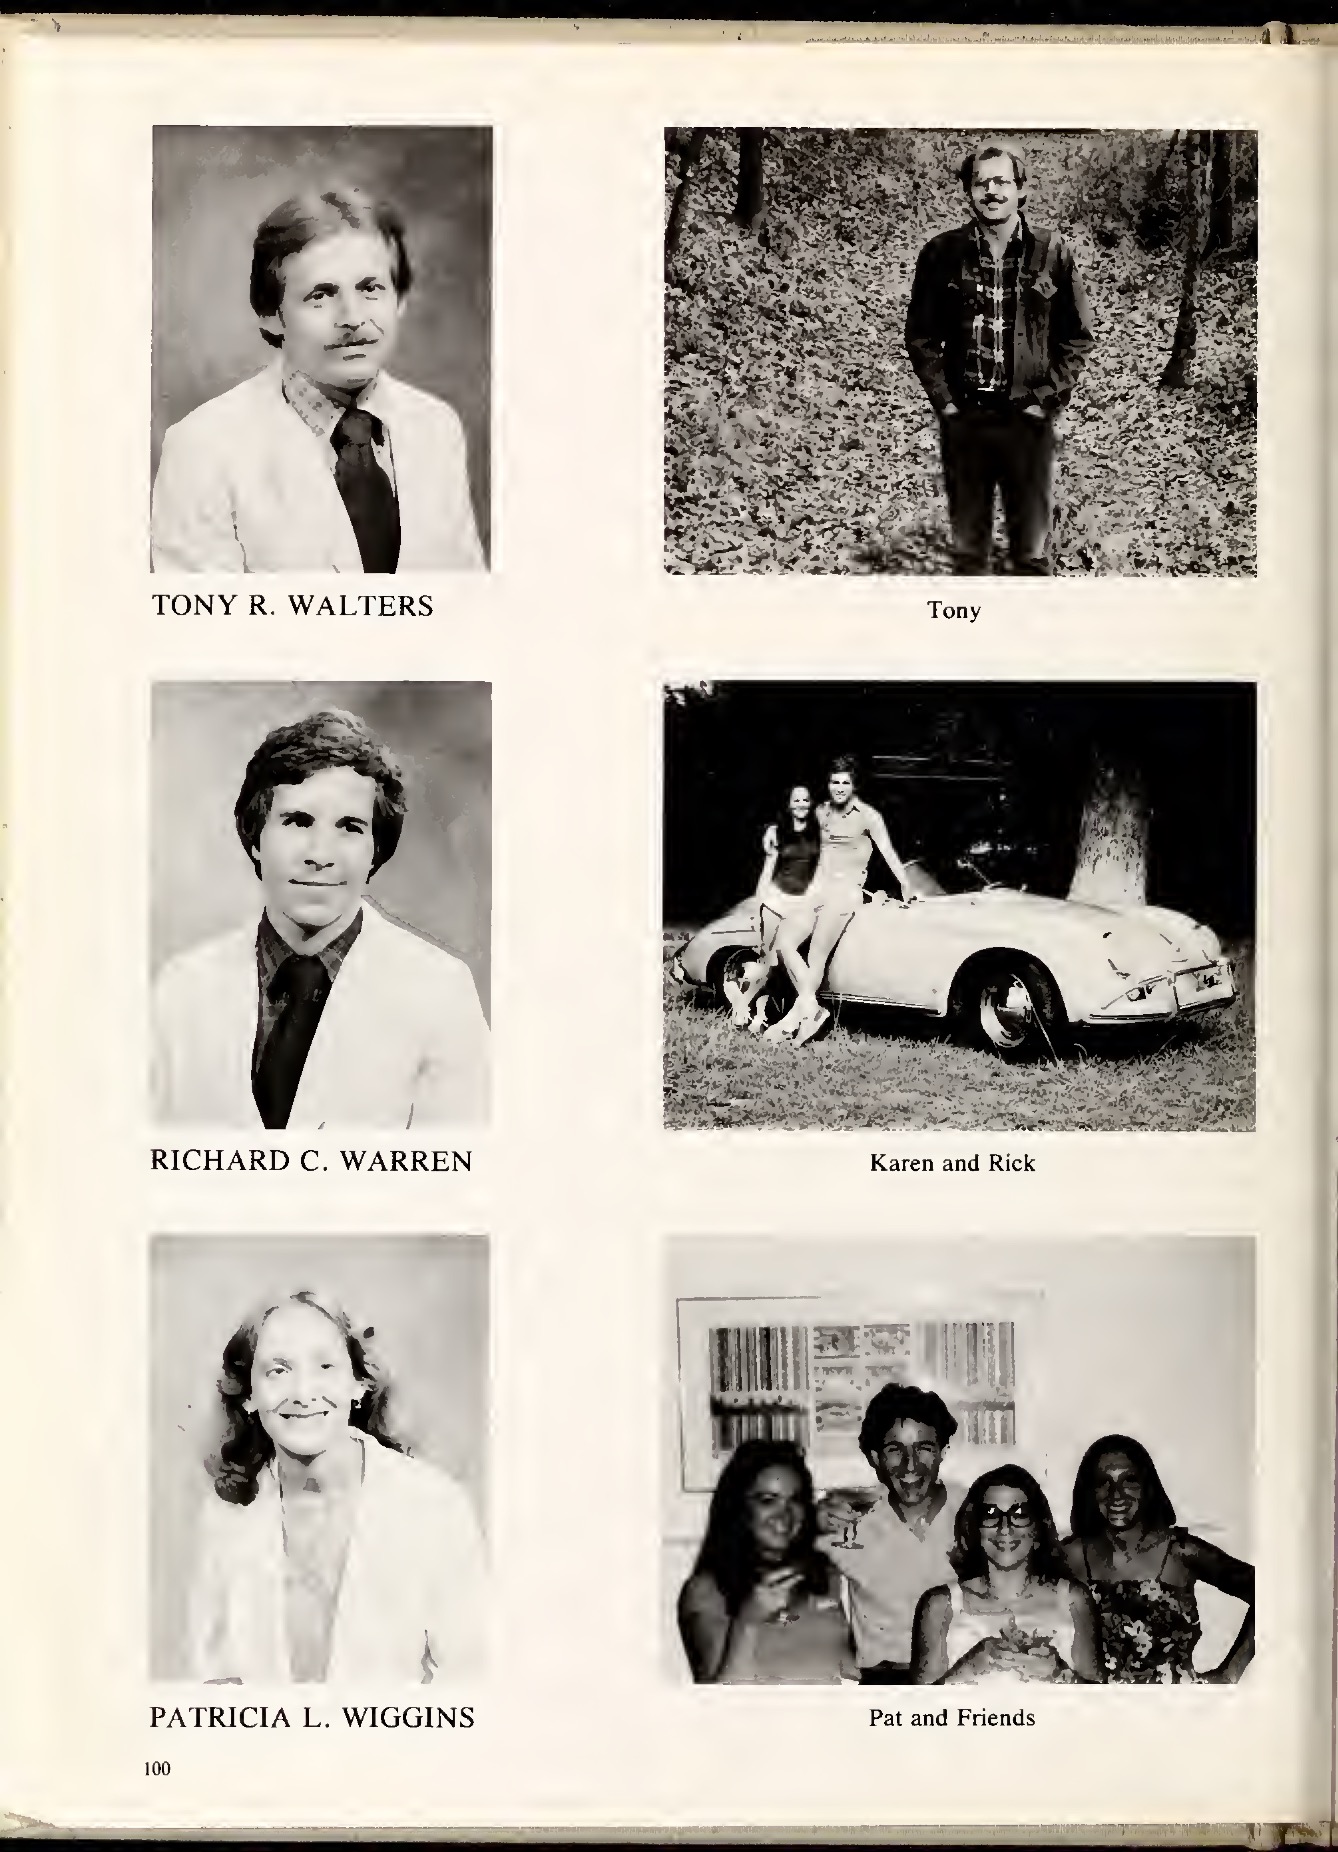 TONY R. WALTERS
Tony
RICHARD C. WARREN
Karen and Rick
PATRICIA L. WIGGINS
Pat and Friends
100